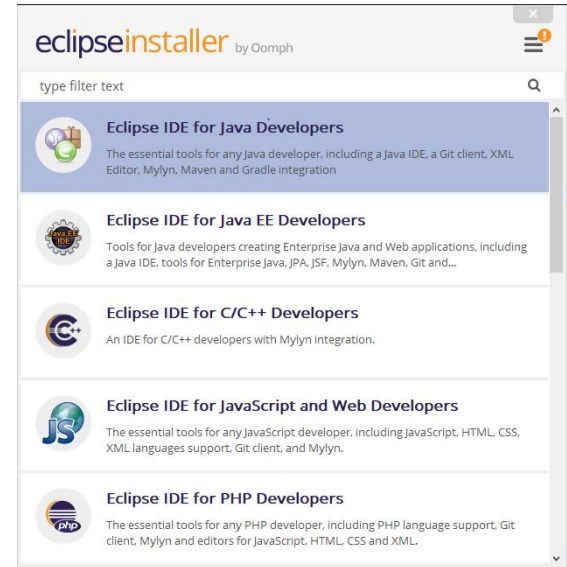 eclipseinstaller by Oomph
!
type filter text
Eclipse IDE for Java Developers
The essential tools for any Java developer, including a Java IDE, a Git client, XML
Editor, Mylyn, Maven and Gradle integration
Java EE
IDE
Eclipse IDE for Java EE Developers
Tools for Java developers creating Enterprise Java and Web applications, including
a Java IDE, tools for Enterprise Java, JPA, JSF, Mylyn, Maven, Git and...
C++
Eclipse IDE for C/C++ Developers
An IDE for C/C++ developers with Mylyn integration.
JS
Eclipse IDE for JavaScript and Web Developers
The essential tools for any JavaScript developer, including JavaScript, HTML, CSS,
XML languages support, Git client, and Mylyn.
php
Eclipse IDE for PHP Developers
The essential tools for any PHP developer, including PHP language support, Git
client, Mylyn and editors for JavaScript, HTML, CSS and XML.